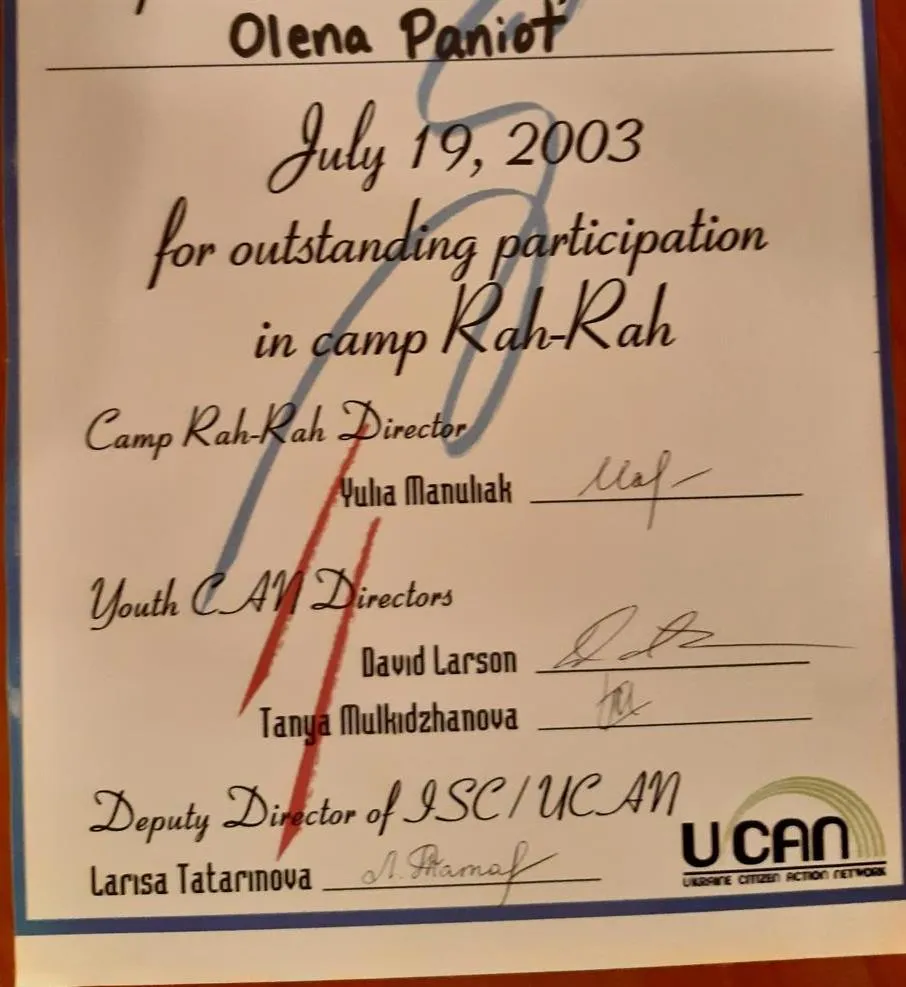 Olena Paniot
July 19, 2003
for outstanding participation
in camp Rah-Rah
Camp Rah-Rah Director
Yulia Manuliak
Youth CAN Directors
David Larson
Tanya Mulkidzhanova
Deputy Director of ISC/UCAN
Larisa Tatarinova
UCAN
UKRAINE CITIZEN ACTION NETWORK